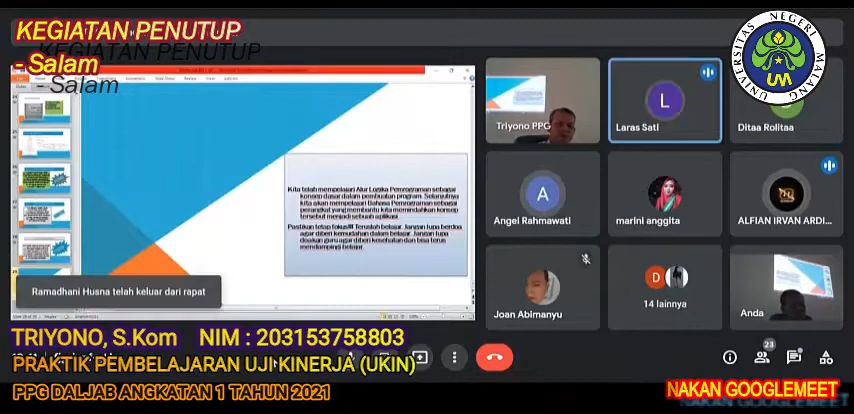 KEGIATAN PENUTUP
- Salam
KEGIATAN PENUTUP
Salam
UNIVERSITAS NEGERI MALANG
UM
Triyono PPG
L
Laras Sati
D
Ditaa Rolitaa
A
Angel Rahmawati
marini anggita
ALFIAN IRVAN ARDI...
Joan Abimanyu
D
14 lainnya
Anda
Kita telah mempelajari Alur Logika Pemrograman sebagai
konsep dasar dalam pembuatan program. Selanjutnya
kita akan mempelajari Bahasa Pemrograman sebagai
perangkat yang membantu kita memindahkan konsep
tersebut menjadi sebuah aplikasi.
Pastikan tetap fokus!!! Teruslah belajar. Jangan lupa berdoa
agar diberi kemudahan dalam belajar. Jangan lupa
doakan guru agar diberi kesehatan dan bisa terus
mendampingi belajar.
Ramadhani Husna telah keluar dari rapat
TRIYONO, S.Kom NIM : 203153758803
PRAKTIK PEMBELAJARAN UJI KINERJA (UKIN)
PPG DALJAB ANGKATAN 1 TAHUN 2021
23
NAKAN GOOGLEMEET